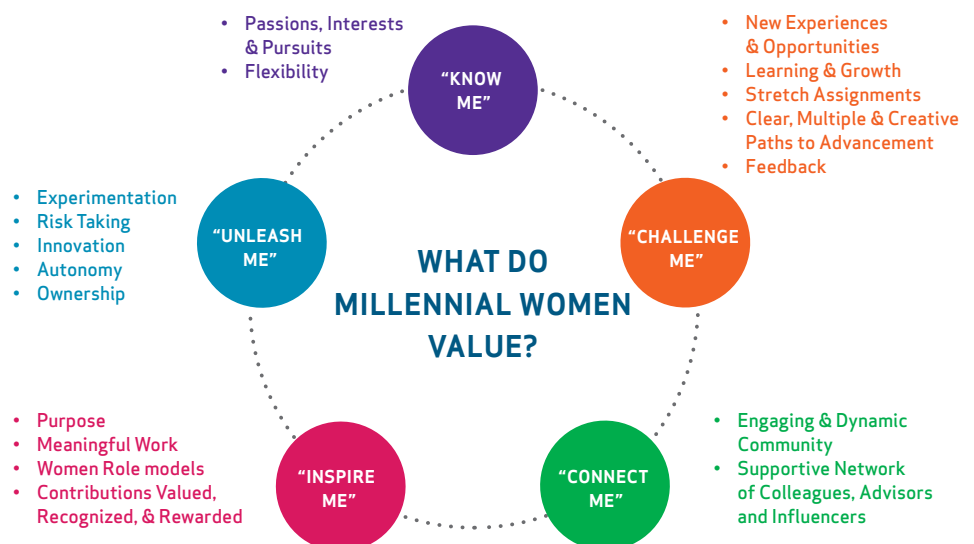 • Passions, Interests
& Pursuits
• Flexibility
“KNOW
ME”
• New Experiences
& Opportunities
• Learning & Growth
• Stretch Assignments
• Clear, Multiple & Creative
Paths to Advancement
• Feedback
• Experimentation
• Risk Taking
• Innovation
• Autonomy
• Ownership
“UNLEASH
ME”
WHAT DO
MILLENNIAL WOMEN
VALUE?
“CHALLENGE
ME”
• Purpose
• Meaningful Work
• Women Role models
• Contributions Valued,
Recognized, & Rewarded
“INSPIRE
ME”
“CONNECT
ME”
• Engaging & Dynamic
Community
• Supportive Network
of Colleagues, Advisors
and Influencers